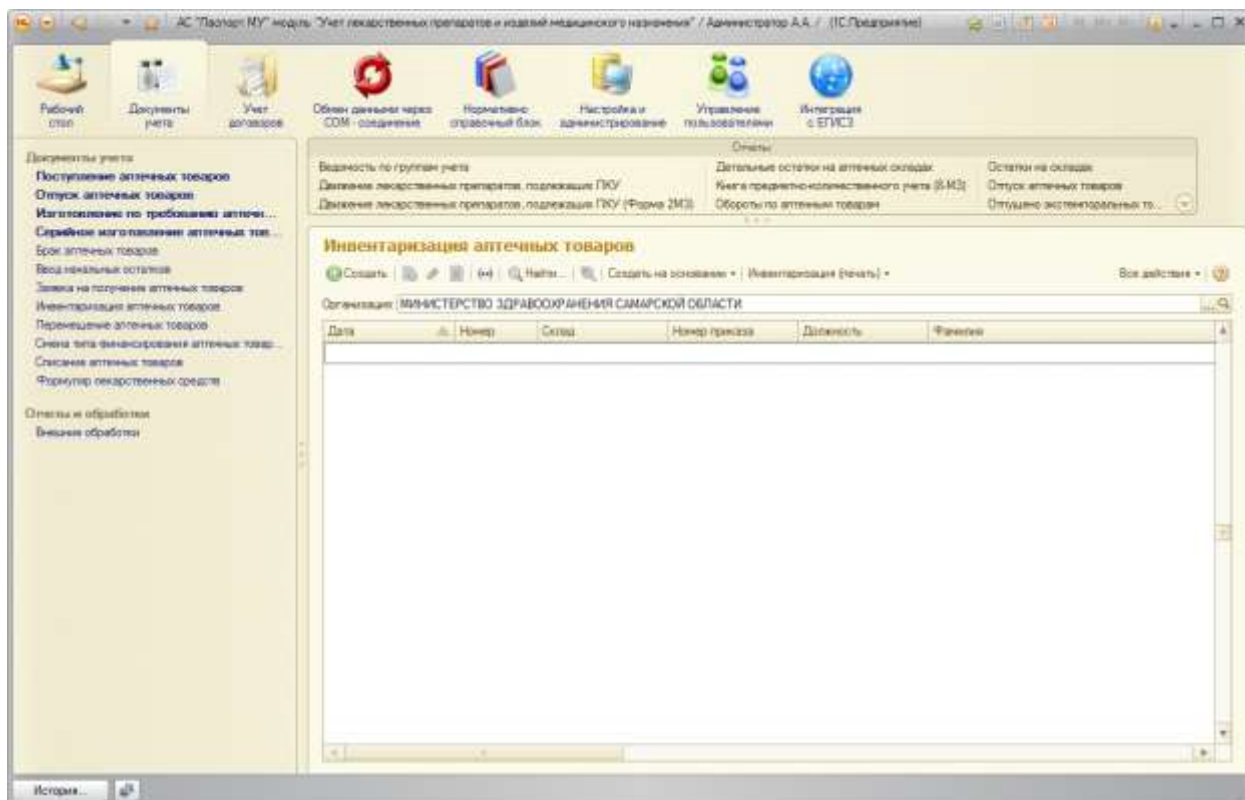 АС "Паспорт МУ" модуль "Учет лекарственных препаратов и изделий медицинского назначения" / Администратор А.А. / (1С:Предприятие)
Рабочий стол
Документы учета
Учет договоров
Обмен данными через COM - соединение
Нормативно справочный блок
Настройка и администрирование
Управление пользователями
Интеграция с ЕГИСЗ
Документы учета
Поступление аптечных товаров
Отпуск аптечных товаров
Изготовление по требованию аптечн...
Серийное изготовление аптечных тов...
Брак аптечных товаров
Ввод начальных остатков
Заявка на получение аптечных товаров
Инвентаризация аптечных товаров
Перемещение аптечных товаров
Смена типа финансирования аптечных товар...
Списание аптечных товаров
Формуляр лекарственных средств
Отчеты и обработки
Внешние обработки
Отчеты
Ведомость по группам учета
Детальные остатки на аптечных складах
Остатки на складах
Движение лекарственных препаратов, подлежащих ПКУ
Книга предметно-количественного учета (8-МЗ)
Отпуск аптечных товаров
Движение лекарственных препаратов, подлежащих ПКУ (Форма 2МЗ)
Обороты по аптечным товарам
Отпущено экстемпоральных то...
Инвентаризация аптечных товаров
Создать
Найти...
Создать на основании
Инвентаризация (печать)
Все действия
Организация: МИНИСТЕРСТВО ЗДРАВООХРАНЕНИЯ САМАРСКОЙ ОБЛАСТИ
Дата Номер Склад Номер приказа Должность Фамилия
История...